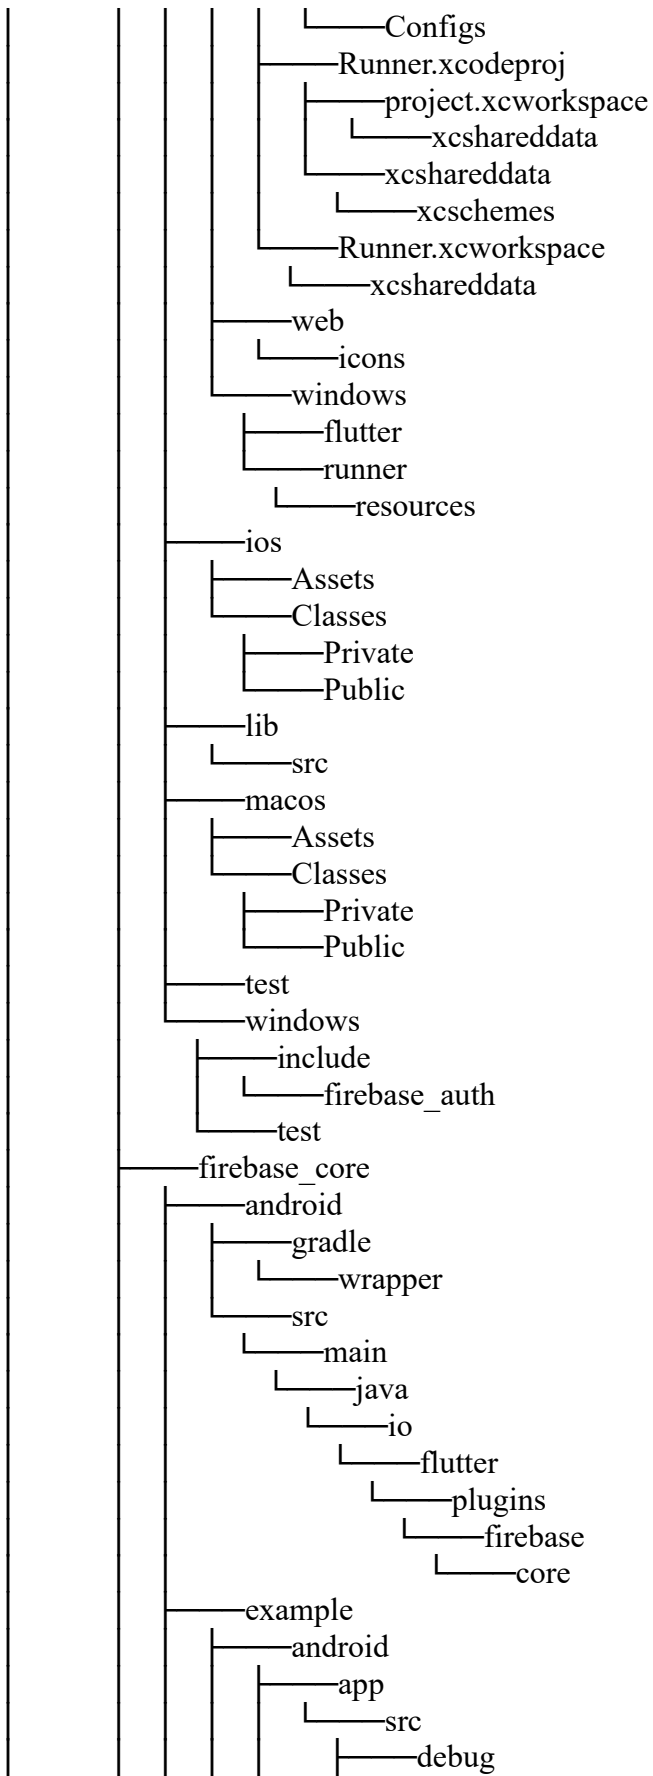 Configs
Runner.xcodeproj
project.xcworkspace
xcshareddata
xcshareddata
xcschemes
Runner.xcworkspace
xcshareddata
web
icons
windows
flutter
runner
resources
ios
Assets
Classes
Private
Public
lib
src
macos
Assets
Classes
Private
Public
test
windows
include
firebase_auth
test
firebase_core
android
gradle
wrapper
src
main
java
io
flutter
plugins
firebase
core
example
android
app
src
debug